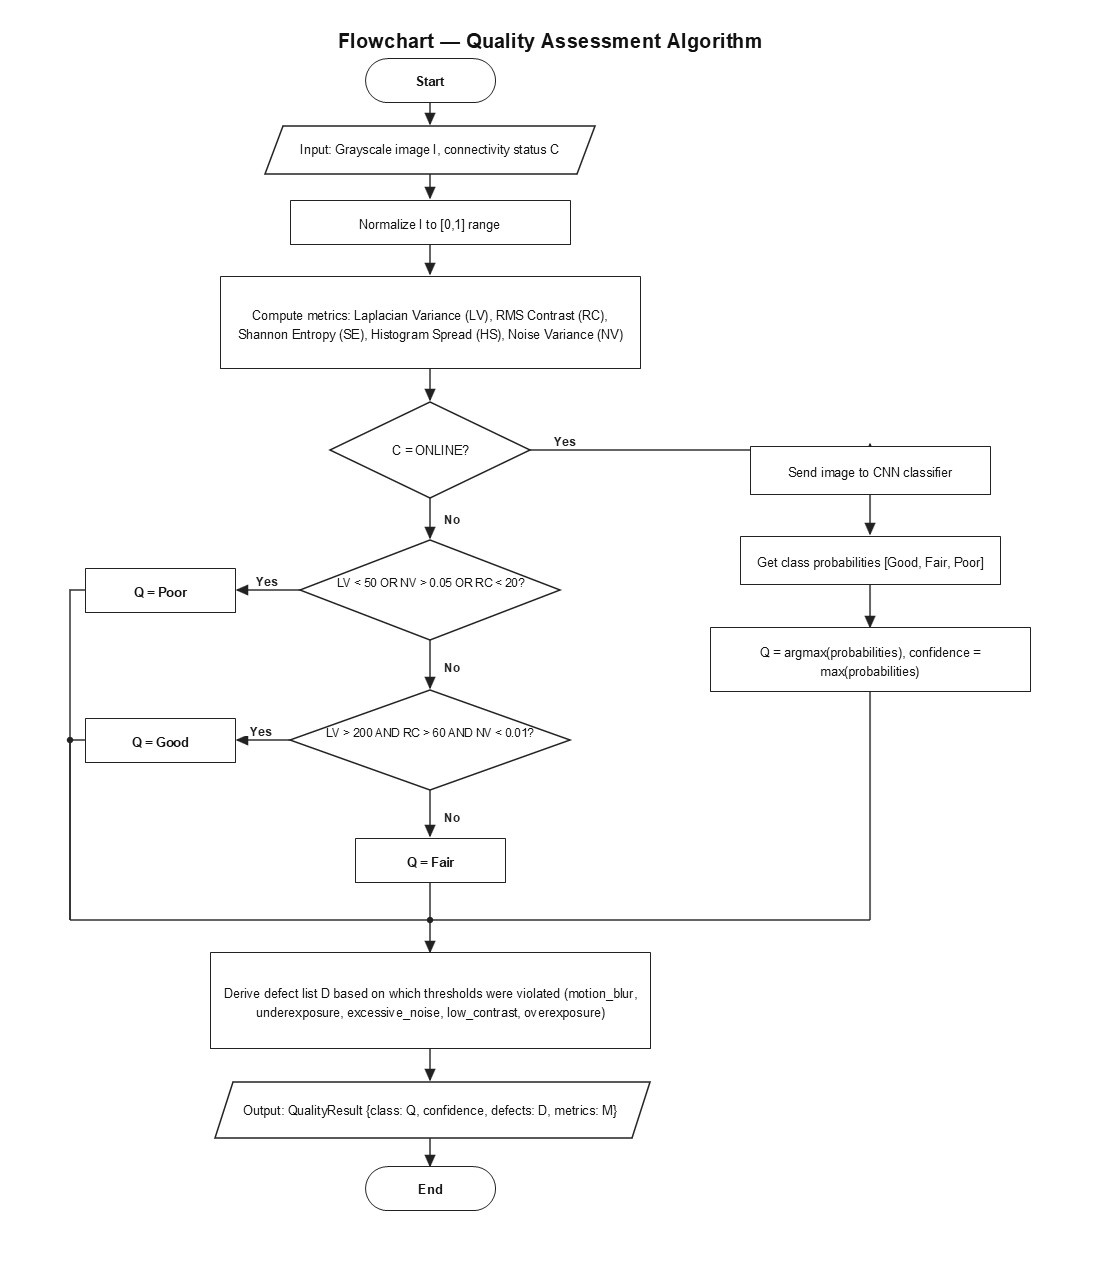 Flowchart — Quality Assessment Algorithm
Start
Input: Grayscale image I, connectivity status C
Normalize I to [0,1] range
Compute metrics: Laplacian Variance (LV), RMS Contrast (RC),
Shannon Entropy (SE), Histogram Spread (HS), Noise Variance (NV)
C = ONLINE?
Yes
Send image to CNN classifier
No
Get class probabilities [Good, Fair, Poor]
LV < 50 OR NV > 0.05 OR RC < 20?
Yes
Q = Poor
Q = argmax(probabilities), confidence =
max(probabilities)
No
LV > 200 AND RC > 60 AND NV < 0.01?
Yes
Q = Good
No
Q = Fair
Derive defect list D based on which thresholds were violated (motion_blur,
underexposure, excessive_noise, low_contrast, overexposure)
Output: QualityResult {class: Q, confidence, defects: D, metrics: M}
End